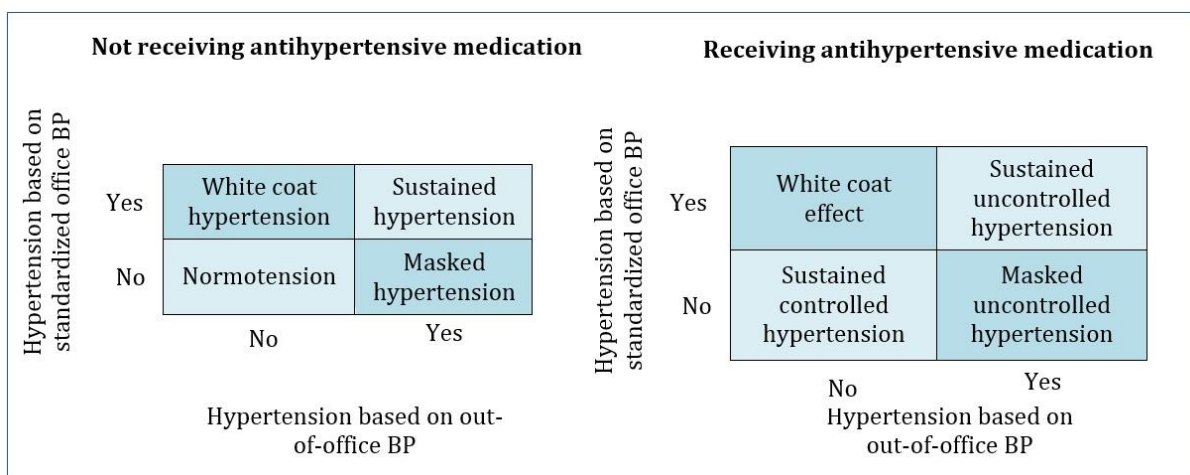 Not receiving antihypertensive medication
Hypertension based on
standardized office BP
Yes
White coat
hypertension
Sustained
hypertension
No
Normotension
Masked
hypertension
No
Yes
Hypertension based on out-
of-office BP
Receiving antihypertensive medication
Hypertension based on
standardized office BP
Yes
White coat
effect
Sustained
uncontrolled
hypertension
No
Sustained
controlled
hypertension
Masked
uncontrolled
hypertension
No
Yes
Hypertension based on
out-of-office BP